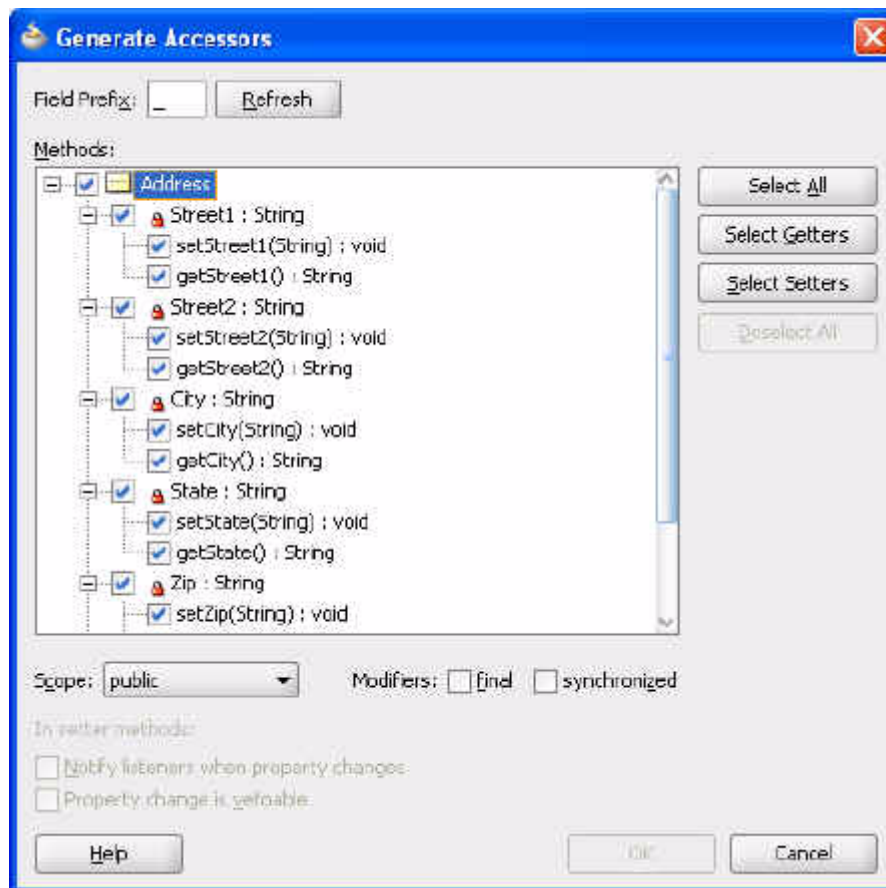 Generate Accessors
Field Prefix: _ Refresh
Methods:
Address
Select All
Street1 : String
setStreet1(String) : void
Select Getters
getStreet1() : String
Select Setters
Street2 : String
setStreet2(String) : void
Deselect All
getStreet2() : String
City : String
setCity(String) : void
getCity() : String
State : String
setState(String) : void
getState() : String
Zip : String
setZip(String) : void
Scope: public Modifiers: final synchronized
In setter methods:
Notify listeners when property changes
Property change is vetoable
Help OK Cancel